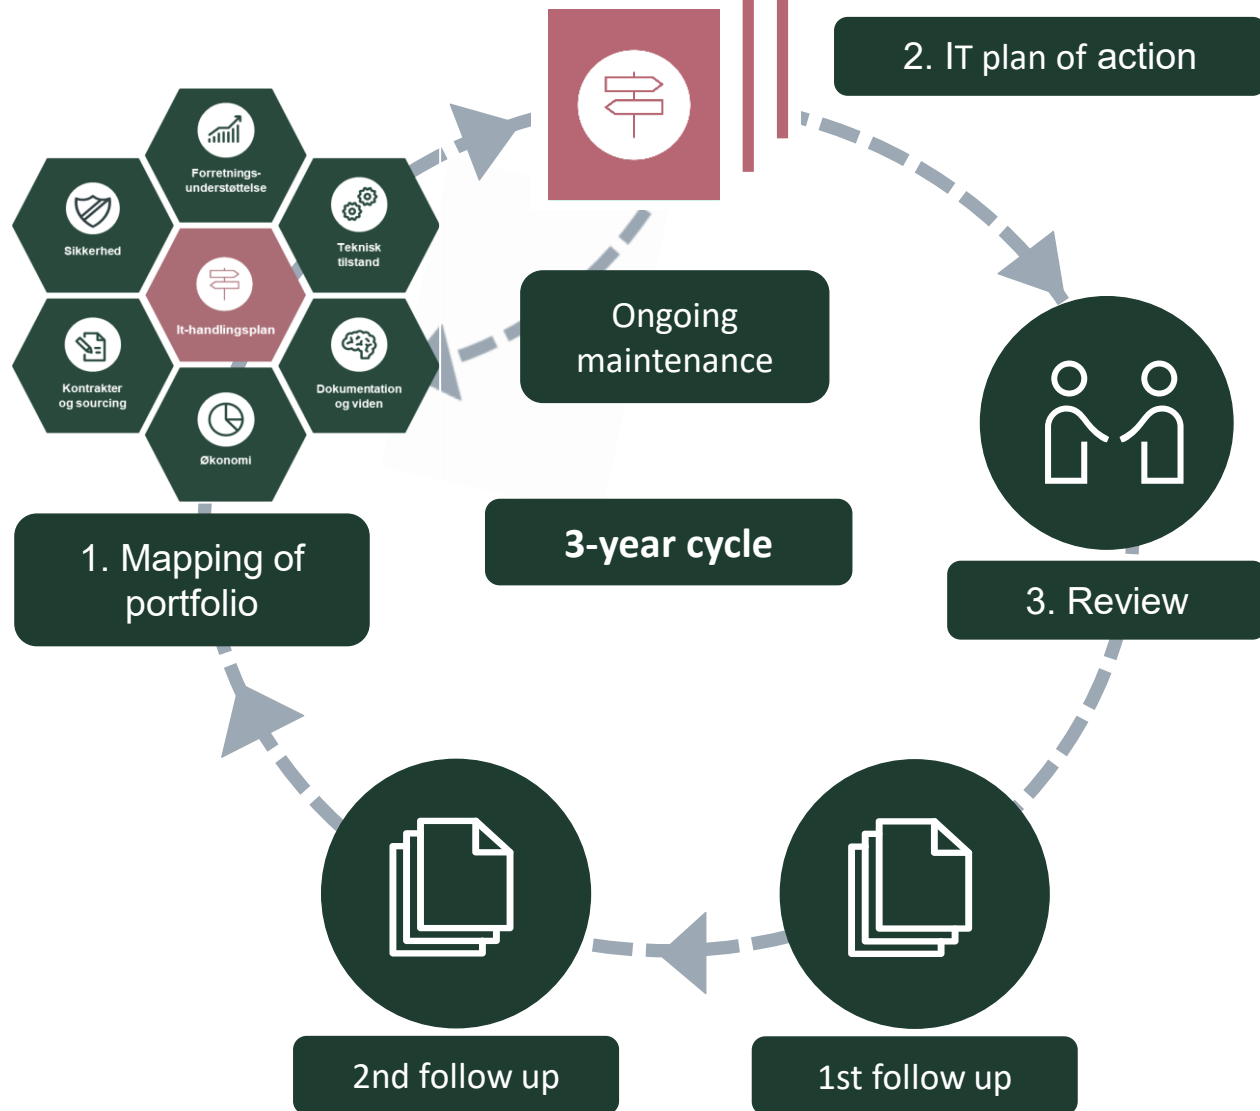 2. IT plan of action
Forretnings-
understøttelse
Sikkerhed
Teknisk
tilstand
It-handlingsplan
Kontrakter
og sourcing
Dokumentation
og viden
Økonomi
Ongoing
maintenance
3-year cycle
1. Mapping of
portfolio
3. Review
2nd follow up
1st follow up